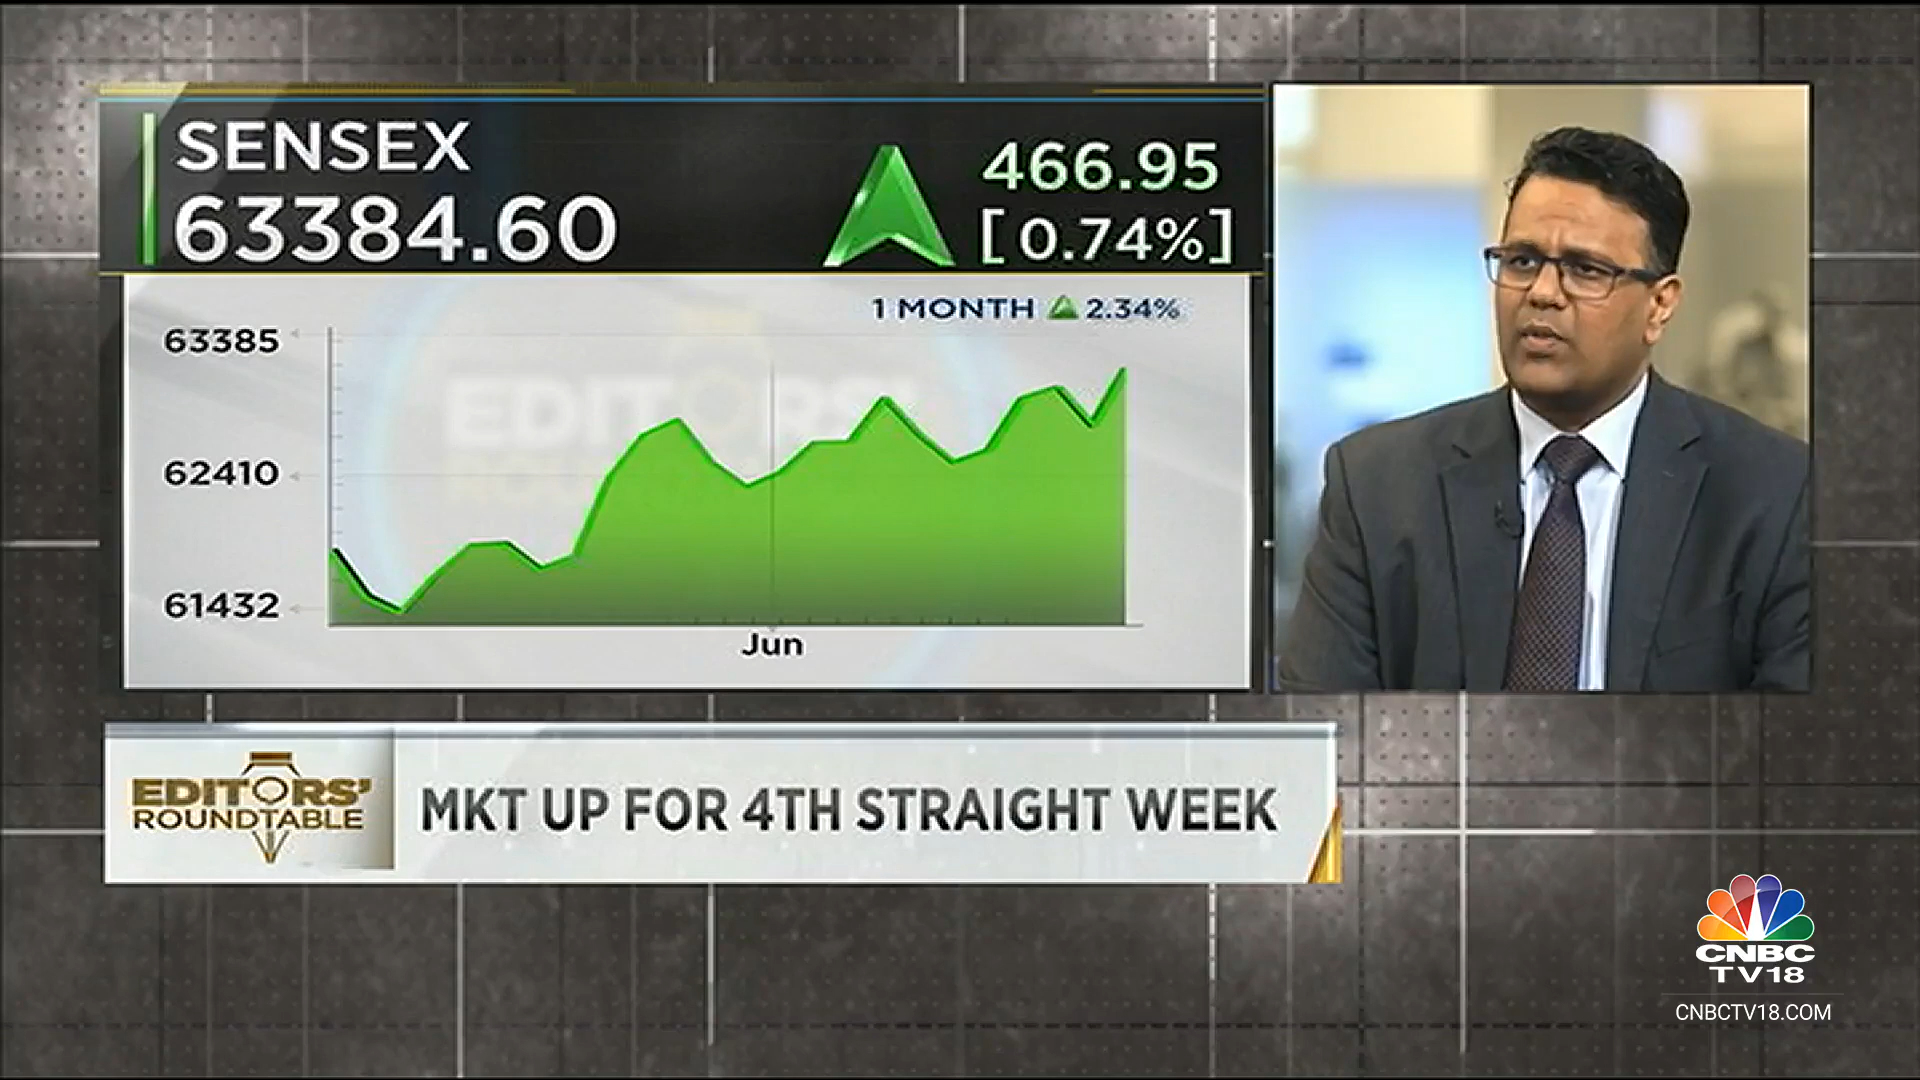 SENSEX
63384.60
466.95
[ 0.74%]
1 MONTH 2.34%
63385
62410
61432
EDITORS'
Jun
EDITORS'
ROUNDTABLE
MKT UP FOR 4TH STRAIGHT WEEK
CNBC
TV18
CNBCTV18.COM